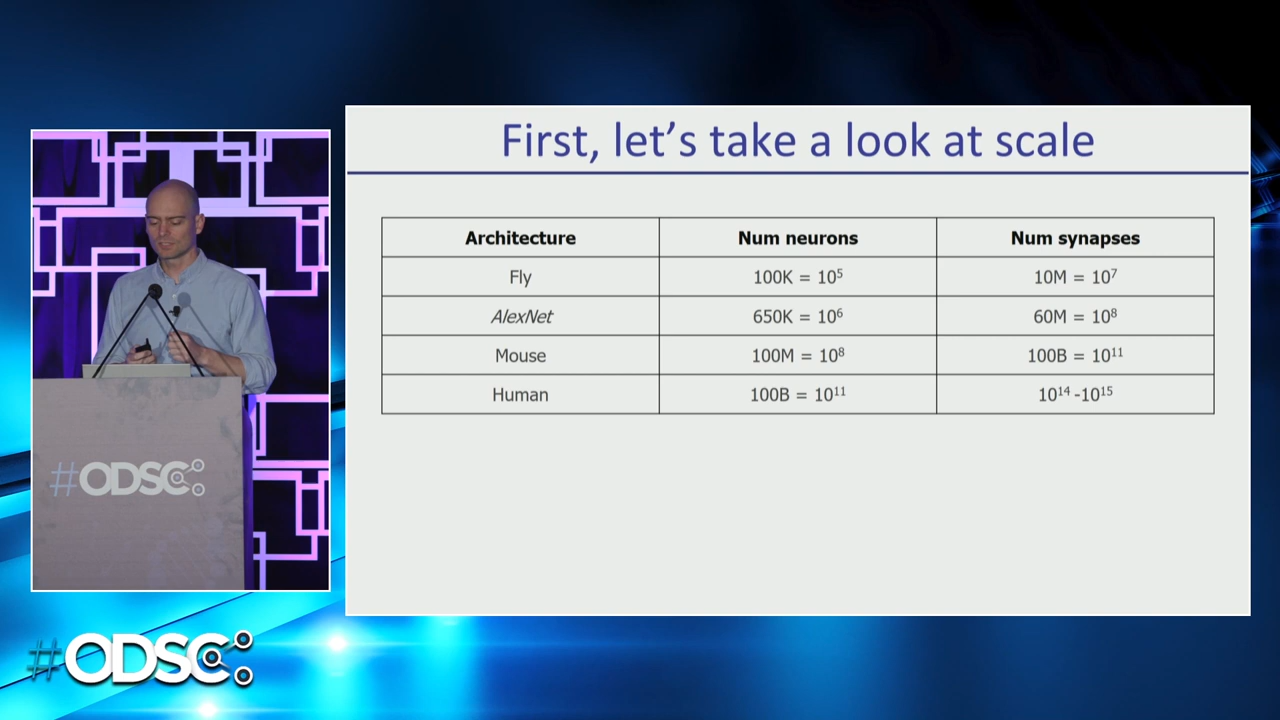 First, let's take a look at scale
Architecture Num neurons Num synapses
Fly 100K = 10⁵ 10M = 10⁷
AlexNet 650K = 10⁶ 60M = 10⁸
Mouse 100M = 10⁸ 100B = 10¹¹
Human 100B = 10¹¹ 10¹⁴ -10¹⁵
#ODSC
#ODSC